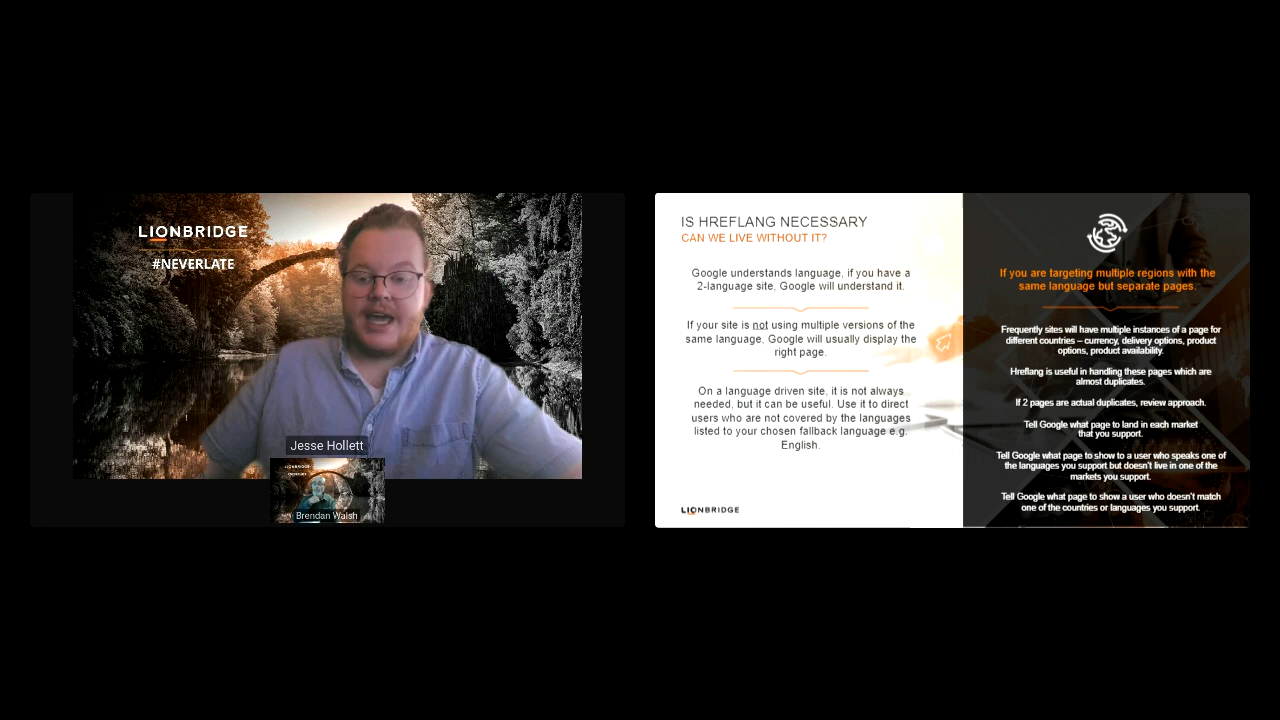 LIONBRIDGE
#NEVERLATE
Jesse Hollett
Brendan Walsh
IS HREFLANG NECESSARY
CAN WE LIVE WITHOUT IT?
Google understands language, if you have a
2-language site. Google will understand it.
If your site is not using multiple versions of the
same language. Google will usually display the
right page.
On a language driven site, it is not always
needed, but it can be useful. Use it to direct
users who are not covered by the languages
listed to your chosen fallback language e.g.
English.
LIONBRIDGE
If you are targeting multiple regions with the
same language but separate pages.
Frequently sites will have multiple instances of a page for
different countries – currency, delivery options, product
options, product availability.
Hreflang is useful in handling these pages which are
almost duplicates.
If 2 pages are actual duplicates, review approach.
Tell Google what page to land in each market
that you support.
Tell Google what page to show to a user who speaks one of
the languages you support but doesn't live in one of the
markets you support.
Tell Google what page to show a user who doesn't match
one of the countries or languages you support.